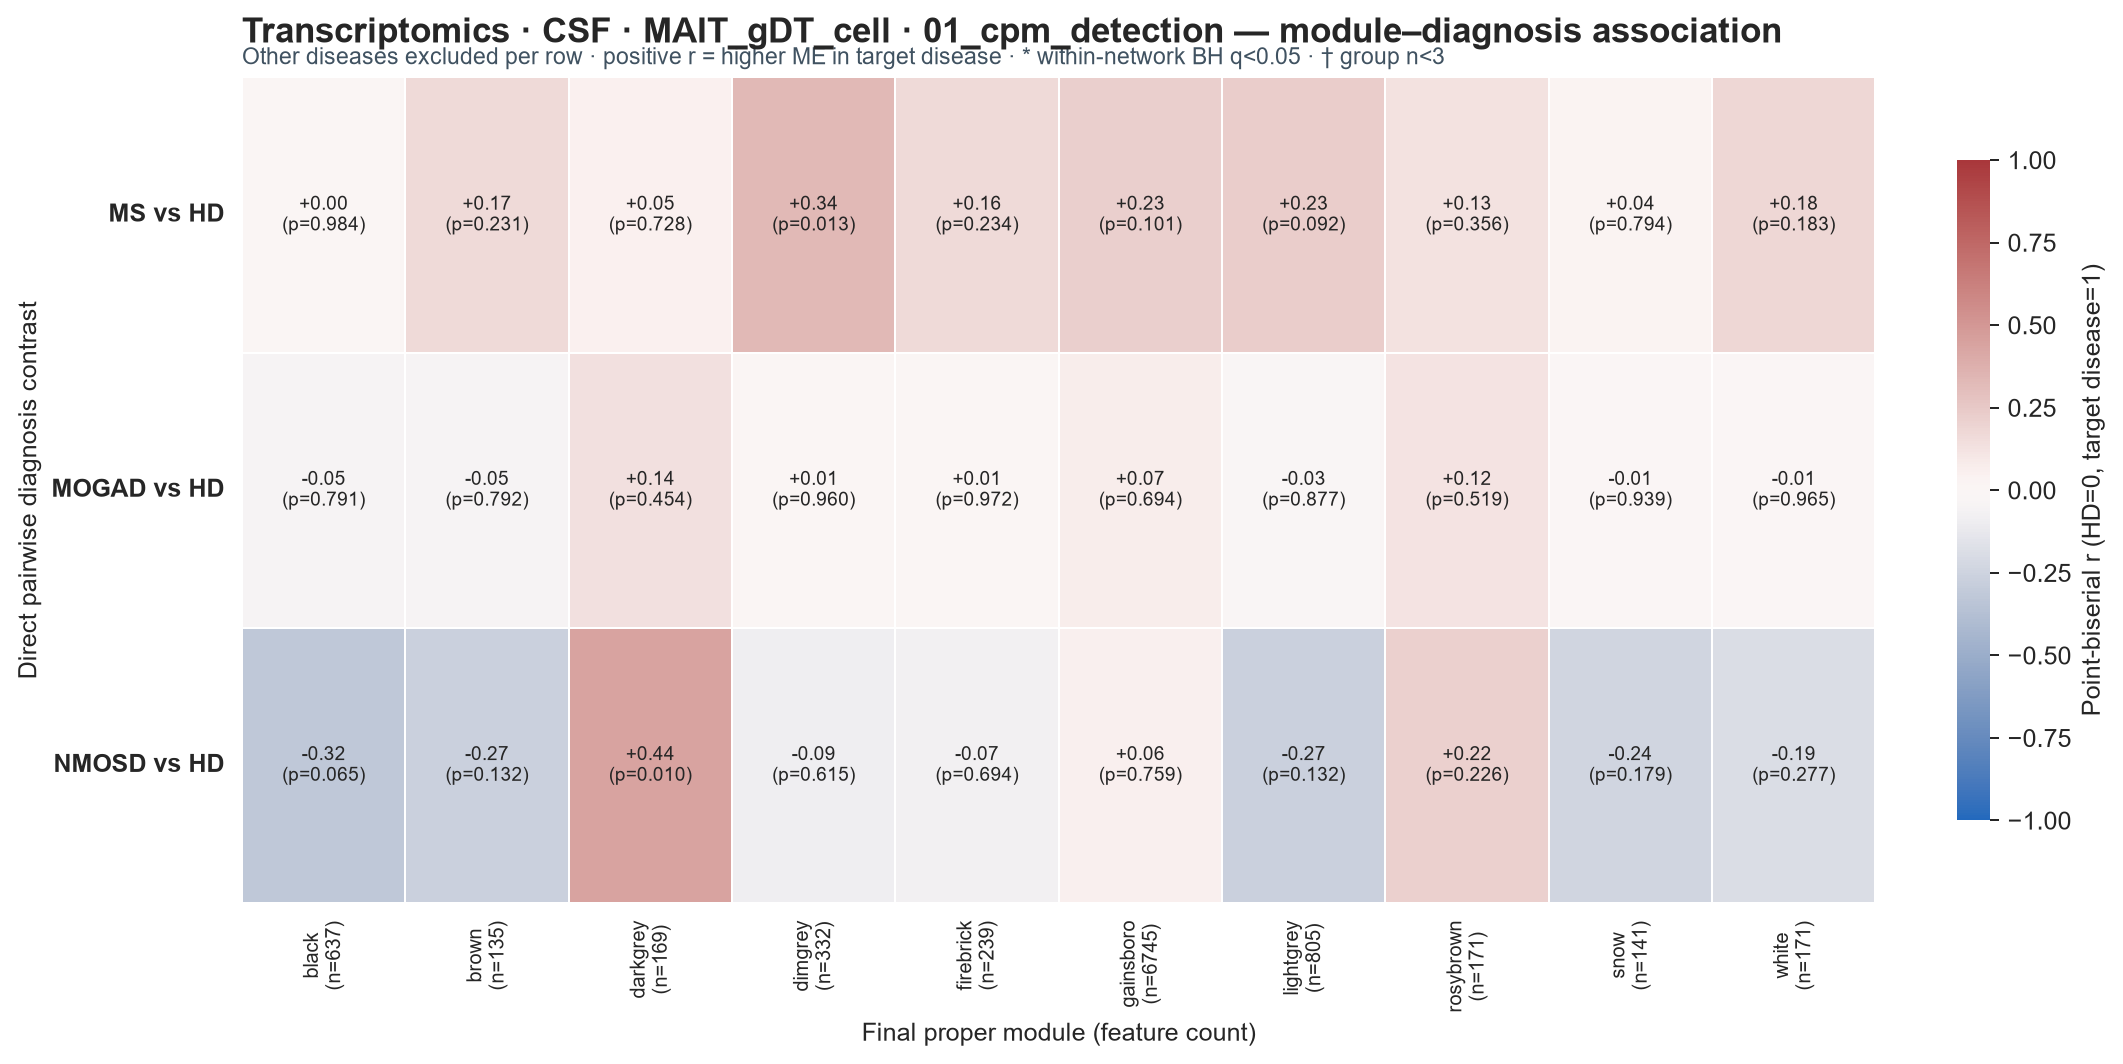 Transcriptomics · CSF · MAIT_gDT_cell · 01_cpm_detection — module–diagnosis association
Other diseases excluded per row · positive r = higher ME in target disease · * within-network BH q<0.05 · † group n<3
Direct pairwise diagnosis contrast
MS vs HD
+0.00
(p=0.984)
+0.17
(p=0.231)
+0.05
(p=0.728)
+0.34
(p=0.013)
+0.16
(p=0.234)
+0.23
(p=0.101)
+0.23
(p=0.092)
+0.13
(p=0.356)
+0.04
(p=0.794)
+0.18
(p=0.183)
MOGAD vs HD
-0.05
(p=0.791)
-0.05
(p=0.792)
+0.14
(p=0.454)
+0.01
(p=0.960)
+0.01
(p=0.972)
+0.07
(p=0.694)
-0.03
(p=0.877)
+0.12
(p=0.519)
-0.01
(p=0.939)
-0.01
(p=0.965)
NMOSD vs HD
-0.32
(p=0.065)
-0.27
(p=0.132)
+0.44
(p=0.010)
-0.09
(p=0.615)
-0.07
(p=0.694)
+0.06
(p=0.759)
-0.27
(p=0.132)
+0.22
(p=0.226)
-0.24
(p=0.179)
-0.19
(p=0.277)
black
(n=637)
brown
(n=135)
darkgrey
(n=169)
dimgrey
(n=332)
firebrick
(n=239)
gainsboro
(n=6745)
lightgrey
(n=805)
rosybrown
(n=171)
snow
(n=141)
white
(n=171)
Final proper module (feature count)
1.00
0.75
0.50
0.25
0.00
−0.25
−0.50
−0.75
−1.00
Point-biserial r (HD=0, target disease=1)